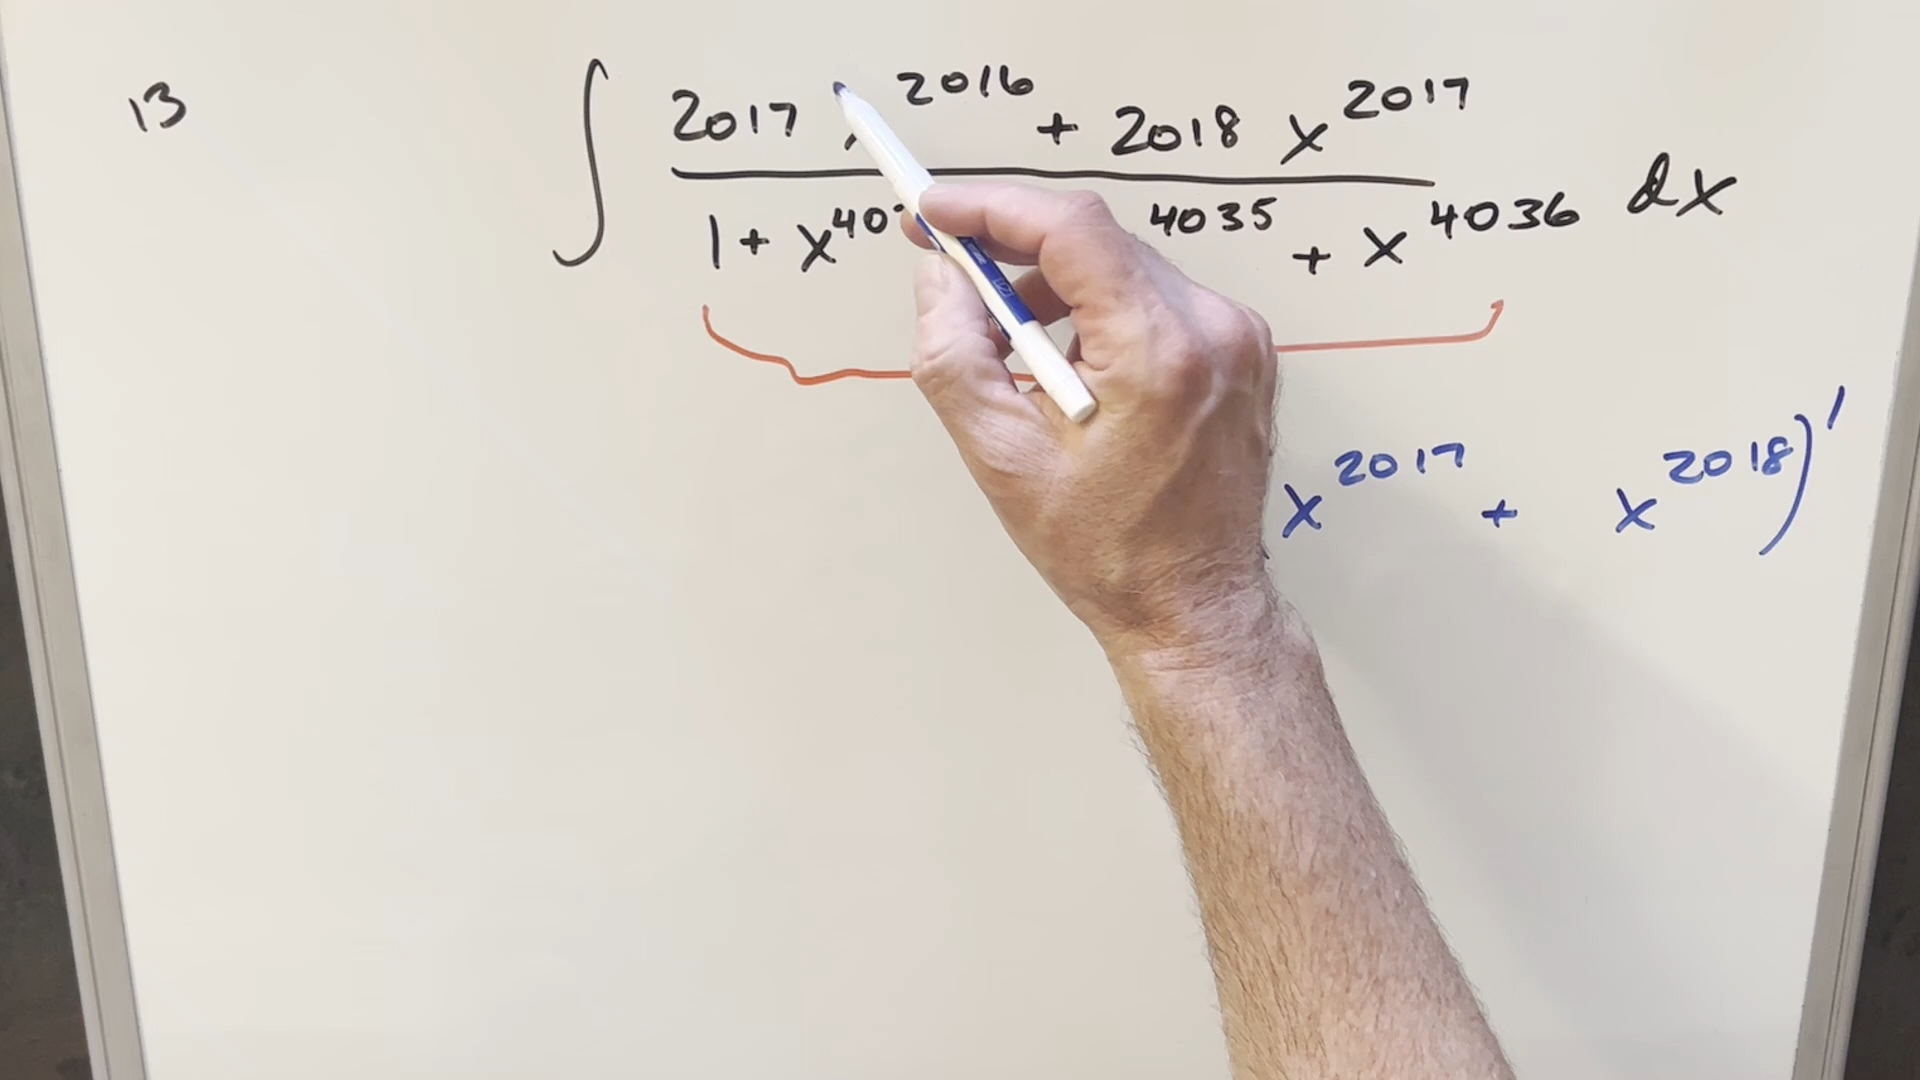 13 ∫ 2017 x^2016 + 2018 x^2017
1 + x^40 4035 + x^4036 dx
x^2017 + x^2018)'